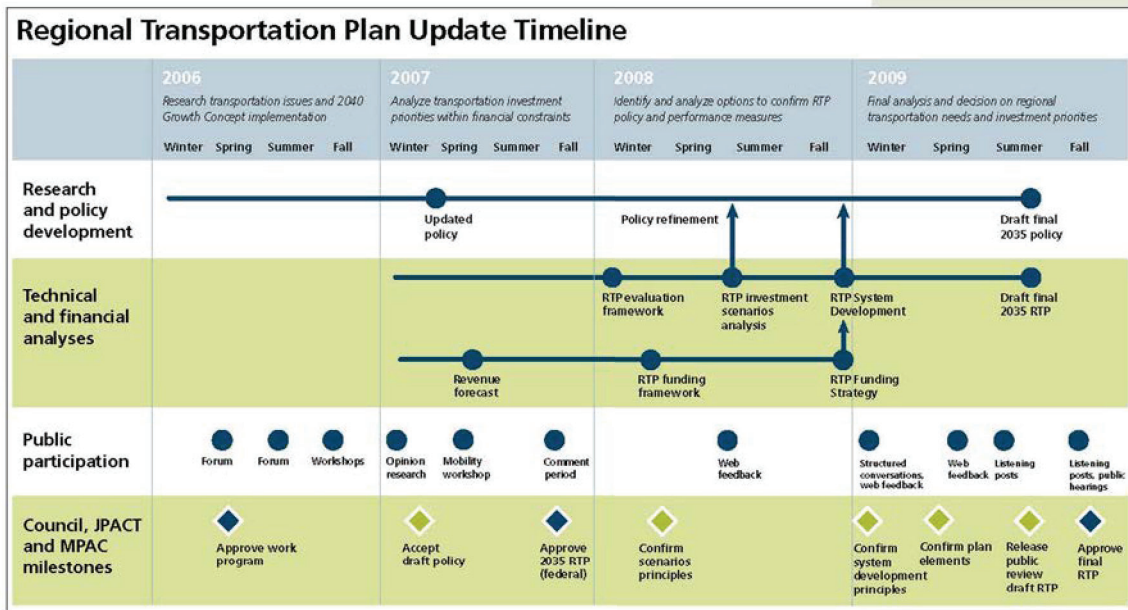 Regional Transportation Plan Update Timeline
2006
Research transportation issues and 2040
Growth Concept implementation
Winter Spring Summer Fall
2007
Analyze transportation investment
priorities within financial constraints
Winter Spring Summer Fall
2008
Identify and analyze options to confirm RTP
policy and performance measures
Winter Spring Summer Fall
2009
Final analysis and decision on regional
transportation needs and investment priorities
Winter Spring Summer Fall
Research
and policy
development
Updated
policy
Policy refinement
Draft final
2035 policy
Technical
and financial
analyses
RTP evaluation
framework
RTP investment
scenarios
analysis
RTP System
Development
Draft final
2035 RTP
Revenue
forecast
RTP funding
framework
RTP Funding
Strategy
Public
participation
Forum
Forum
Workshops
Opinion
research
Mobility
workshop
Comment
period
Web
feedback
Structured
conversations,
web feedback
Web
feedback
Listening
posts
Listening
posts, public
hearings
Council, JPACT
and MPAC
milestones
Approve work
program
Accept
draft policy
Approve
2035 RTP
(federal)
Confirm
scenarios
principles
Confirm
system
development
principles
Confirm plan
elements
Release
public
review
draft RTP
Approve
final
RTP